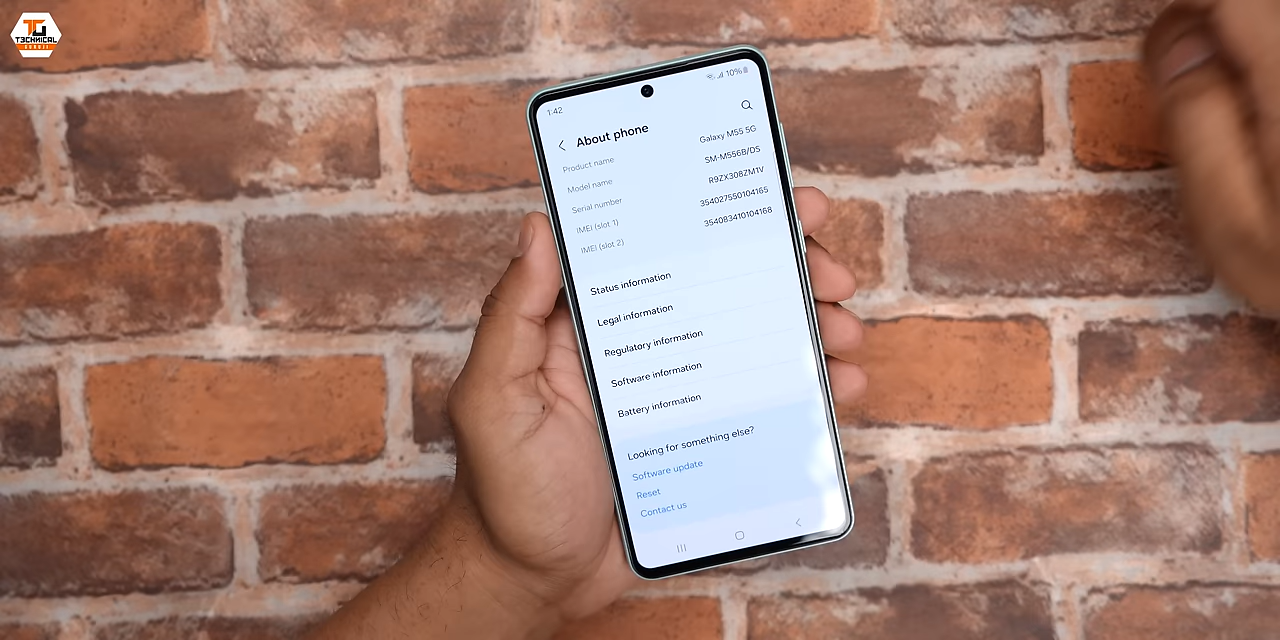 TG
TECHNICAL
GURUJI
1:42
10%
About phone
Product name Galaxy M55 5G
Model name SM-M556B/DS
Serial number R9ZX308ZM1V
IMEI (slot 1) 354027550104165
IMEI (slot 2) 354083410104168
Status information
Legal information
Regulatory information
Software information
Battery information
Looking for something else?
Software update
Reset
Contact us